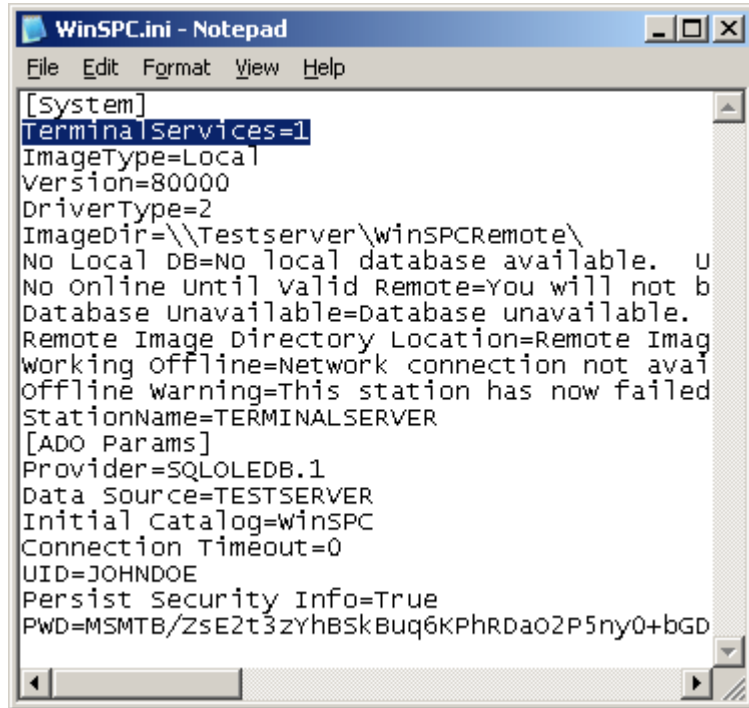 WinSPC.ini - Notepad
File Edit Format View Help
[System]
TerminalServices=1
ImageType=Local
Version=80000
DriverType=2
ImageDir=\\Testserver\WinSPCRemote\
No Local DB=No local database available.  U
No Online Until Valid Remote=You will not b
Database Unavailable=Database unavailable.
Remote Image Directory Location=Remote Imag
Working Offline=Network connection not avai
Offline Warning=This station has now failed
StationName=TERMINALSERVER
[ADO Params]
Provider=SQLOLEDB.1
Data Source=TESTSERVER
Initial Catalog=WinSPC
Connection Timeout=0
UID=JOHNDOE
Persist Security Info=True
PWD=MSMTB/ZsE2t3zYhBSkBuq6KPhRDaO2P5ny0+bGD